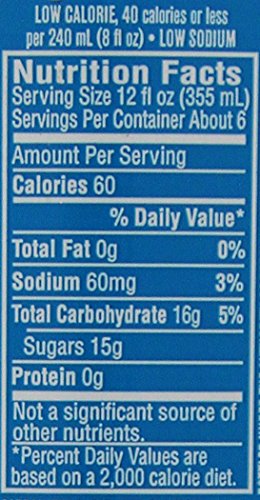 LOW CALORIE, 40 calories or less
per 240 mL (8 fl oz) • LOW SODIUM
Nutrition Facts
Serving Size 12 fl oz (355 mL)
Servings Per Container About 6
Amount Per Serving
Calories 60
% Daily Value*
Total Fat 0g 0%
Sodium 60mg 3%
Total Carbohydrate 16g 5%
Sugars 15g
Protein 0g
Not a significant source of
other nutrients.
*Percent Daily Values are
based on a 2,000 calorie diet.